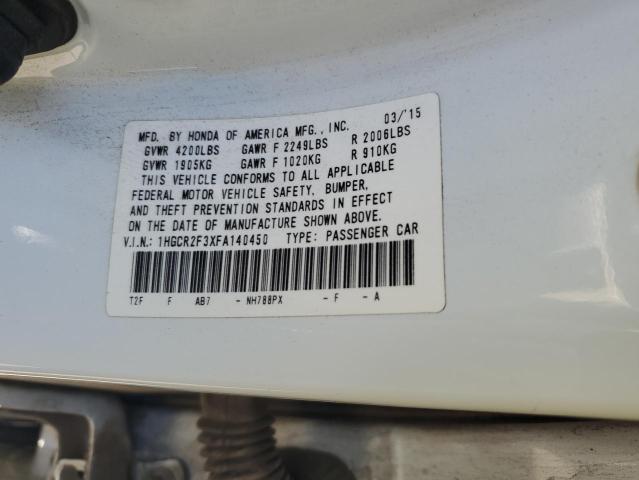 MFD. BY HONDA OF AMERICA MFG., INC. 03/'15
GVWR 4200LBS GAWR F 2249LBS R 2006LBS
GVWR 1905KG GAWR F 1020KG R 910KG
THIS VEHICLE CONFORMS TO ALL APPLICABLE
FEDERAL MOTOR VEHICLE SAFETY, BUMPER,
AND THEFT PREVENTION STANDARDS IN EFFECT
ON THE DATE OF MANUFACTURE SHOWN ABOVE.
V.I.N.: 1HGCR2F3XFA140450 TYPE: PASSENGER CAR
T2F F AB7 - NH788PX - F - A